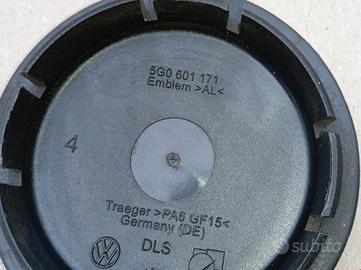 5G0 601 171
Emblem >AL<
4
Traeger >PA6 GF15<
Germany (DE)
DLS
subito